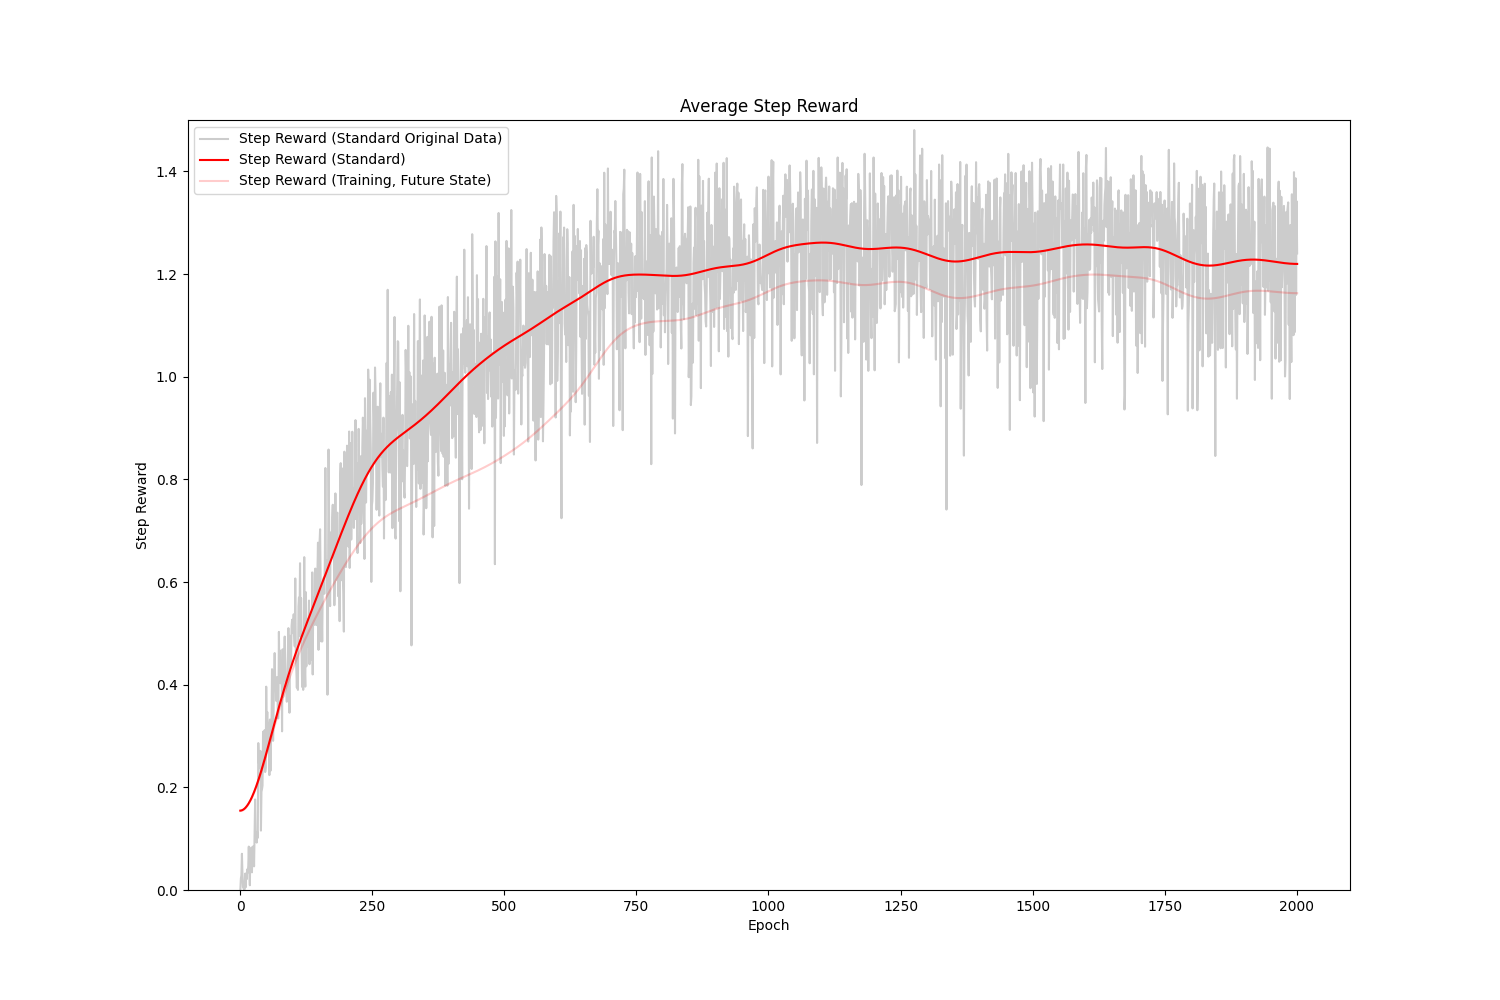 Average Step Reward
Step Reward (Standard Original Data)
Step Reward (Standard)
Step Reward (Training, Future State)
Step Reward
1.4
1.2
1.0
0.8
0.6
0.4
0.2
0.0
0 250 500 750 1000 1250 1500 1750 2000
Epoch